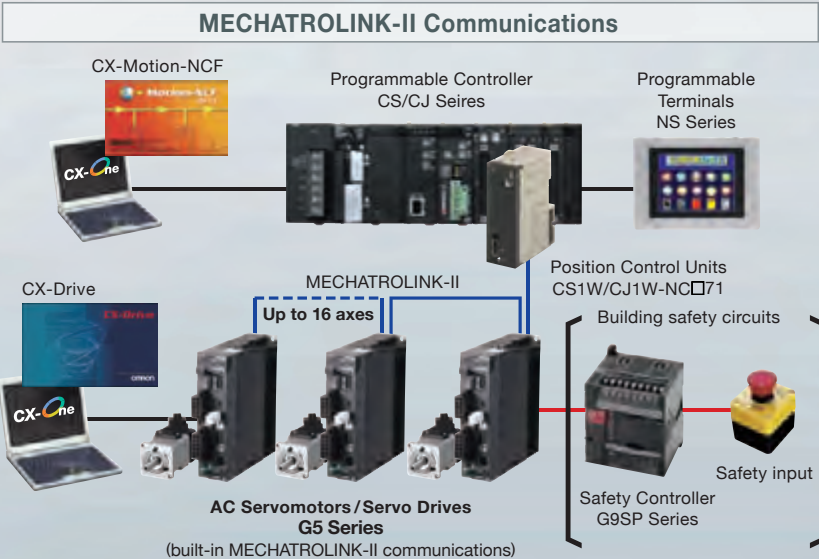 MECHATROLINK-II Communications
CX-Motion-NCF
Programmable Controller
CS/CJ Seires
Programmable
Terminals
NS Series
Motion-NCF
CX-One
MECHATROLINK-II
Up to 16 axes
Position Control Units
CS1W/CJ1W-NC□71
Building safety circuits
CX-Drive
CX-Drive
omron
CX-One
Safety input
Safety Controller
G9SP Series
AC Servomotors/Servo Drives
G5 Series
(built-in MECHATROLINK-II communications)